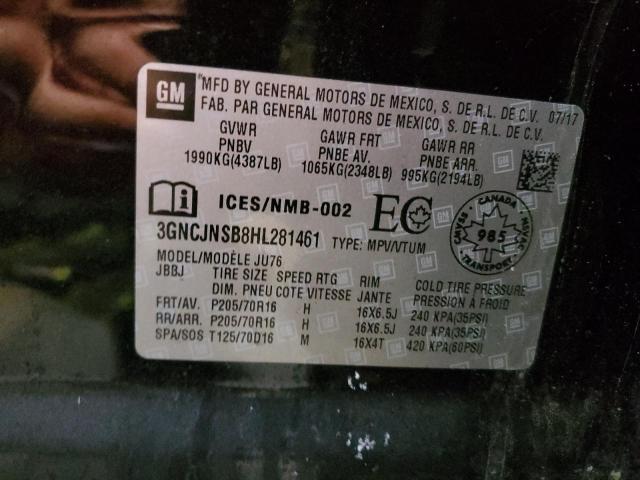 GM
®MFD BY GENERAL MOTORS DE MEXICO, S. DE R.L. DE C.V. 07/17
FAB. PAR GENERAL MOTORS DE MEXICO, S. DE R.L. DE C.V.
GVWR GAWR FRT GAWR RR
PNBV PNBE AV. PNBE ARR.
1990KG(4387LB) 1065KG(2348LB) 995KG(2194LB)
ICES/NMB-002 EC
CANADA
CMVSS NSVAC
985
TRANSPORT
3GNCJNSB8HL281461 TYPE: MPV/VTUM
MODEL/MODÈLE JU76
JBBJ TIRE SIZE SPEED RTG RIM COLD TIRE PRESSURE
DIM. PNEU COTE VITESSE JANTE PRESSION À FROID
FRT/AV. P205/70R16 H 16X6.5J 240 KPA(35PSI)
RR/ARR. P205/70R16 H 16X6.5J 240 KPA(35PSI)
SPA/SOS T125/70D16 M 16X4T 420 KPA(60PSI)